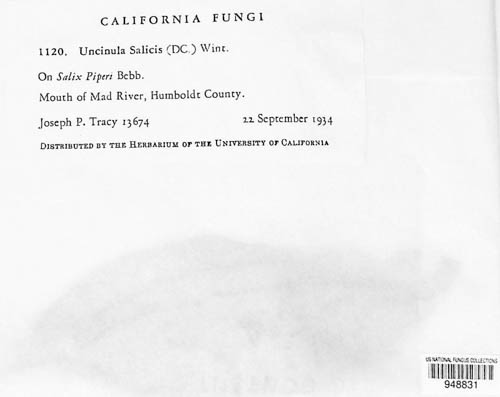 CALIFORNIA FUNGI
1120. Uncinula Salicis (DC.) Wint.
On Salix Piperi Bebb.
Mouth of Mad River, Humboldt County.
Joseph P. Tracy 13674 22 September 1934
DISTRIBUTED BY THE HERBARIUM OF THE UNIVERSITY OF CALIFORNIA
US NATIONAL FUNGUS COLLECTIONS
948831